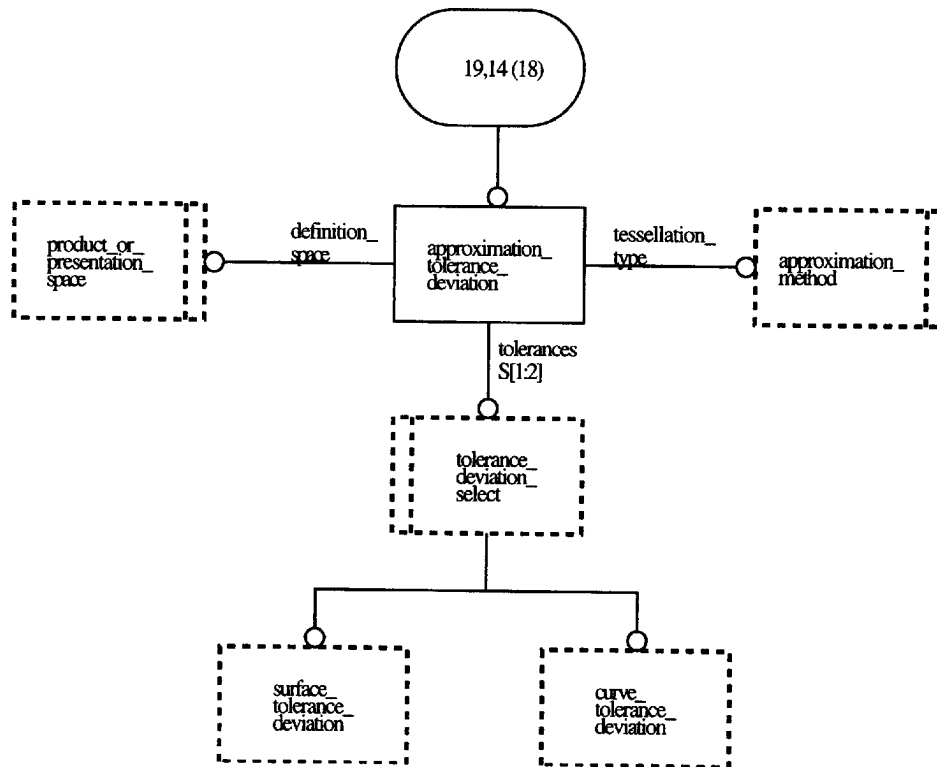 19,14 (18)
product_or_
presentation_
space
definition_
space
approximation_
tolerance_
deviation
tessellation_
type
approximation_
method
tolerances
S[1:2]
tolerance_
deviation_
select
surface_
tolerance_
deviation
curve_
tolerance_
deviation